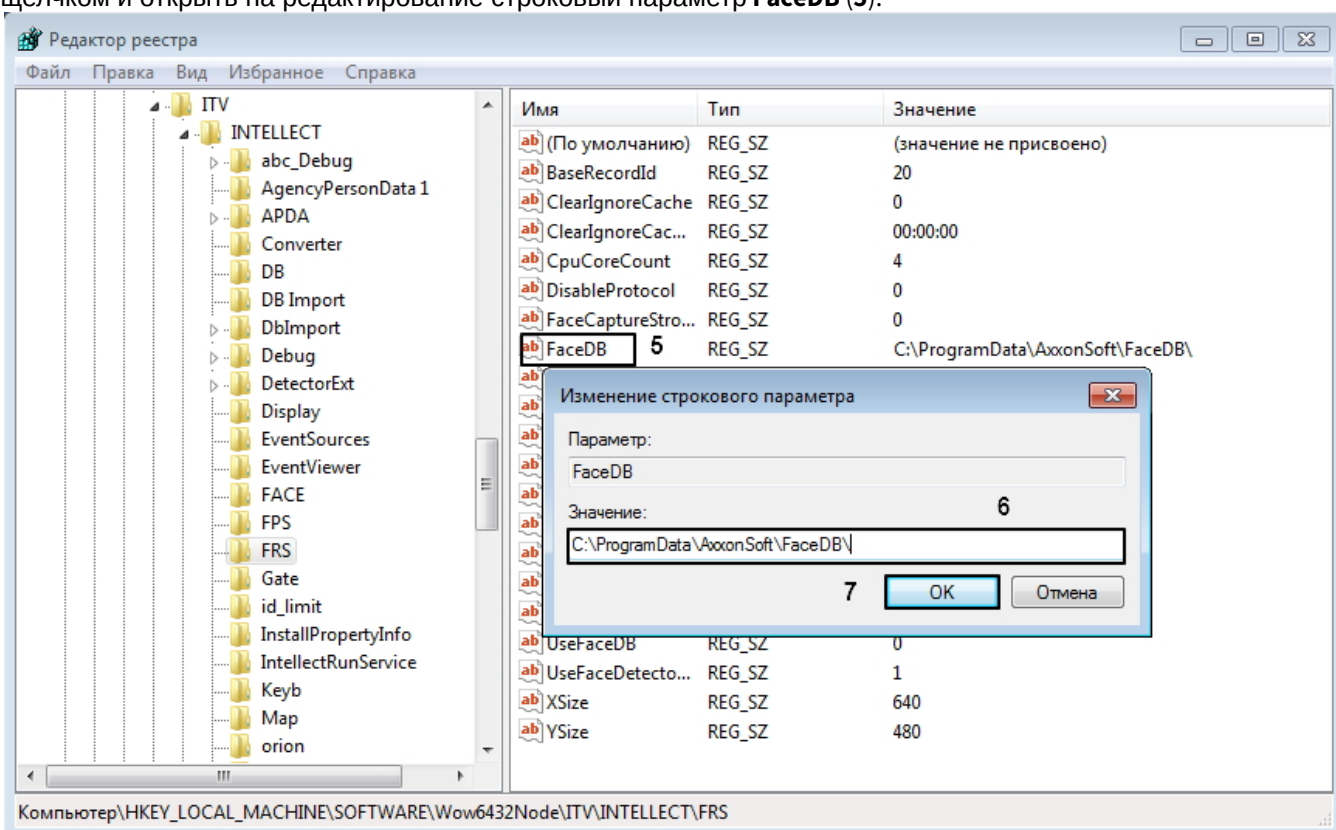 щелчком и открыть на редактирование строковый параметр FaceDB (5).
Редактор реестра
Файл Правка Вид Избранное Справка
ITV
INTELLECT
abc_Debug
AgencyPersonData 1
APDA
Converter
DB
DB Import
DbImport
Debug
DetectorExt
Display
EventSources
EventViewer
FACE
FPS
FRS
Gate
id_limit
InstallPropertyInfo
IntellectRunService
Keyb
Map
orion
Имя Тип Значение
(По умолчанию) REG_SZ (значение не присвоено)
BaseRecordId REG_SZ 20
ClearIgnoreCache REG_SZ 0
ClearIgnoreCac... REG_SZ 00:00:00
CpuCoreCount REG_SZ 4
DisableProtocol REG_SZ 0
FaceCaptureStro... REG_SZ 0
FaceDB 5 REG_SZ C:\ProgramData\AxxonSoft\FaceDB\
Изменение строкового параметра
Параметр:
FaceDB
6
Значение:
C:\ProgramData\AxxonSoft\FaceDB\
7 OK Отмена
UseFaceDB REG_SZ 0
UseFaceDetecto... REG_SZ 1
XSize REG_SZ 640
YSize REG_SZ 480
Компьютер\HKEY_LOCAL_MACHINE\SOFTWARE\Wow6432Node\ITV\INTELLECT\FRS